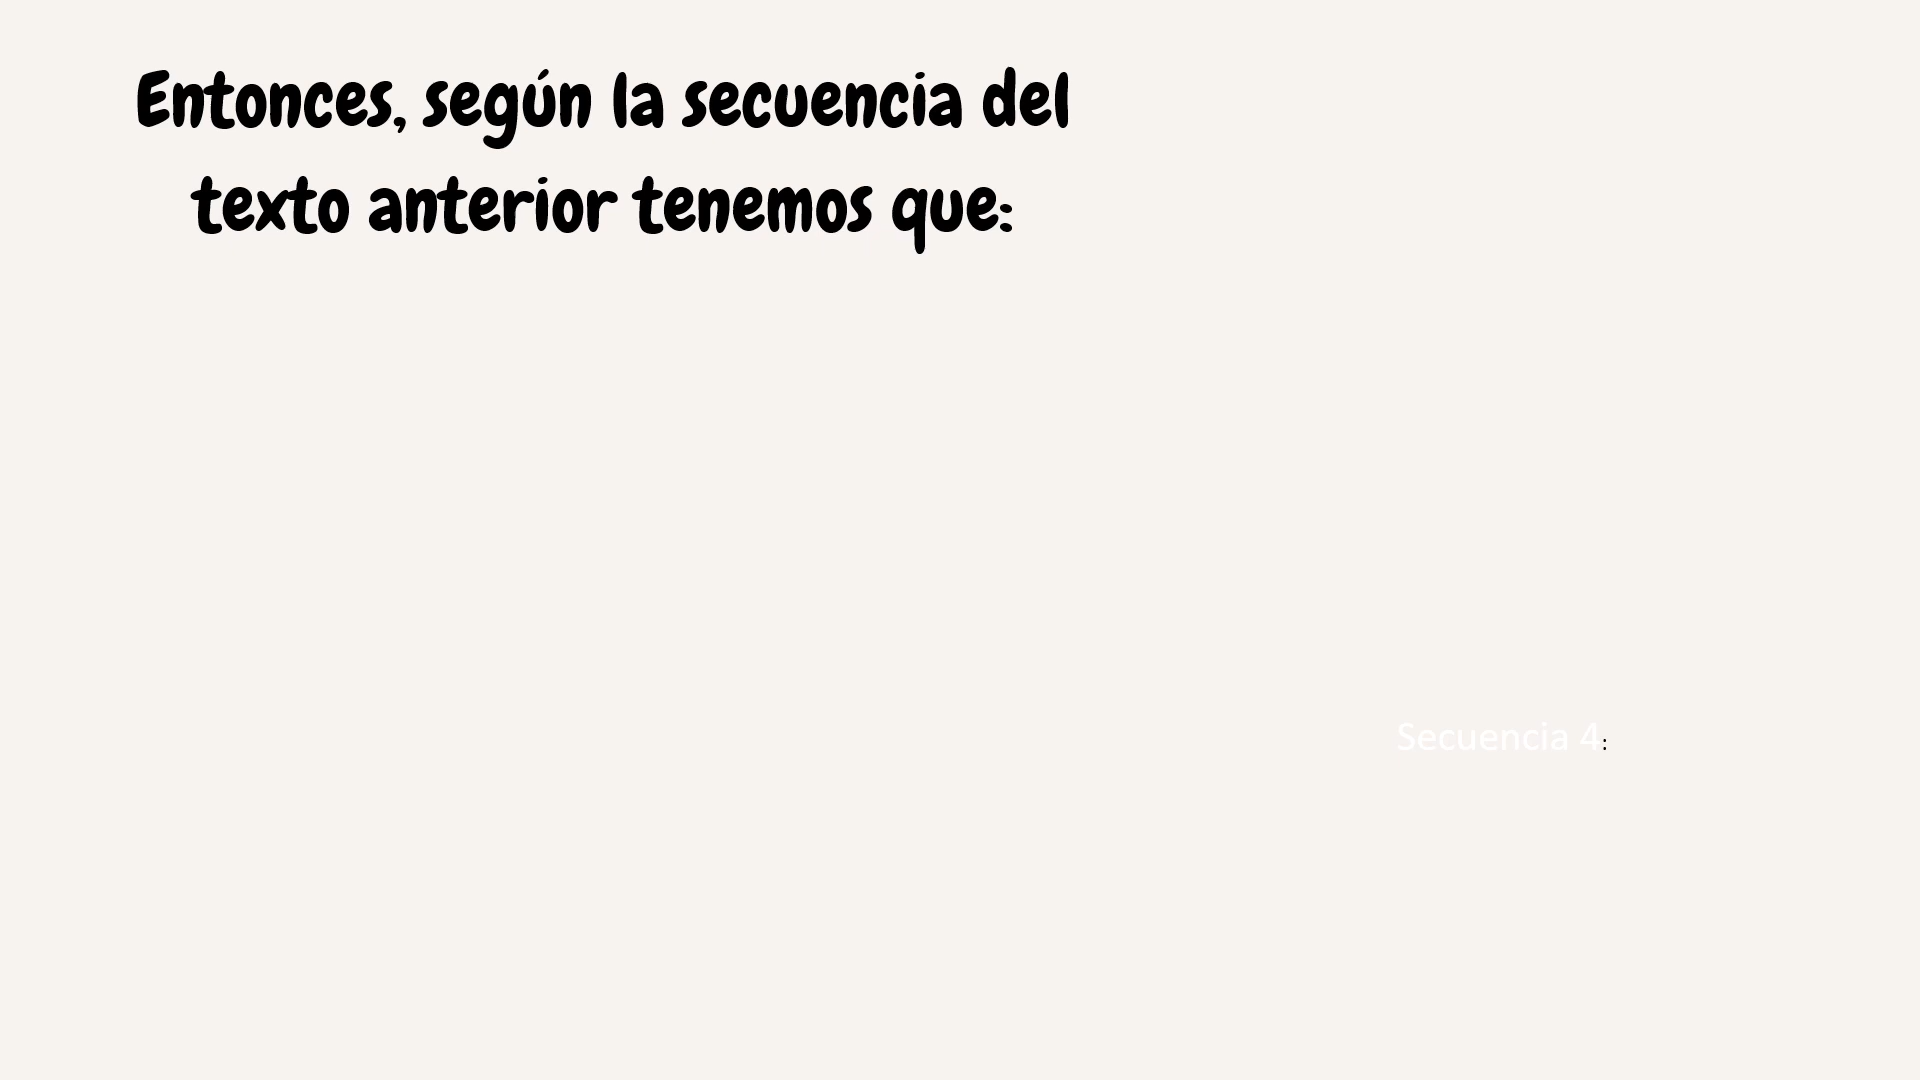 Entonces, según la secuencia del
texto anterior tenemos que:
Secuencia 4: